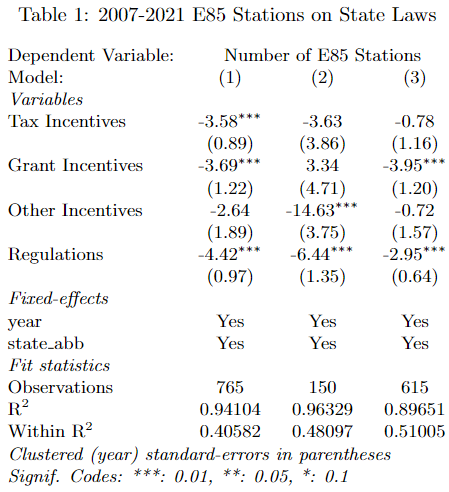 Table 1: 2007-2021 E85 Stations on State Laws
Dependent Variable: Number of E85 Stations
Model: (1) (2) (3)
Variables
Tax Incentives -3.58*** -3.63 -0.78
(0.89) (3.86) (1.16)
Grant Incentives -3.69*** 3.34 -3.95***
(1.22) (4.71) (1.20)
Other Incentives -2.64 -14.63*** -0.72
(1.89) (3.75) (1.57)
Regulations -4.42*** -6.44*** -2.95***
(0.97) (1.35) (0.64)
Fixed-effects
year Yes Yes Yes
state_abb Yes Yes Yes
Fit statistics
Observations 765 150 615
R² 0.94104 0.96329 0.89651
Within R² 0.40582 0.48097 0.51005
Clustered (year) standard-errors in parentheses
Signif. Codes: ***: 0.01, **: 0.05, *: 0.1